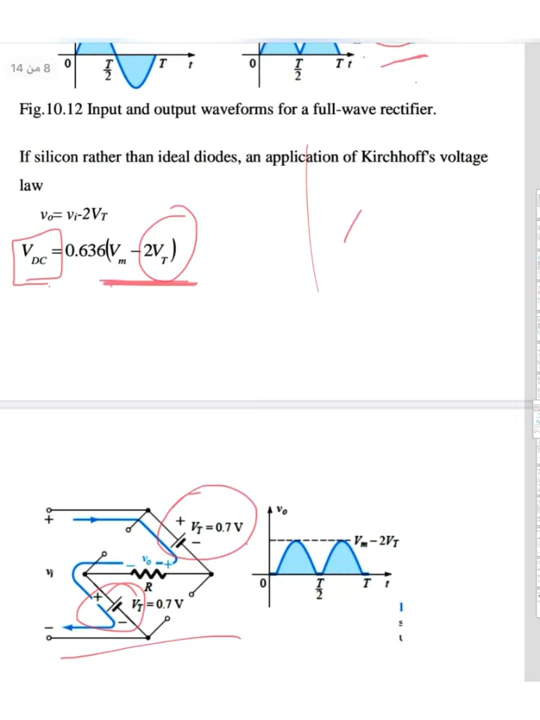 14 من 8
0 T/2 T t
0 T/2 T t
Fig.10.12 Input and output waveforms for a full-wave rectifier.
If silicon rather than ideal diodes, an application of Kirchhoff's voltage
law
vo= vi-2VT
VDC = 0.636(Vm − 2VT)
+
+ VT = 0.7 V
−
vi
− vo +
R
+ VT = 0.7 V
−
−
vo
Vm − 2VT
0 T/2 T t